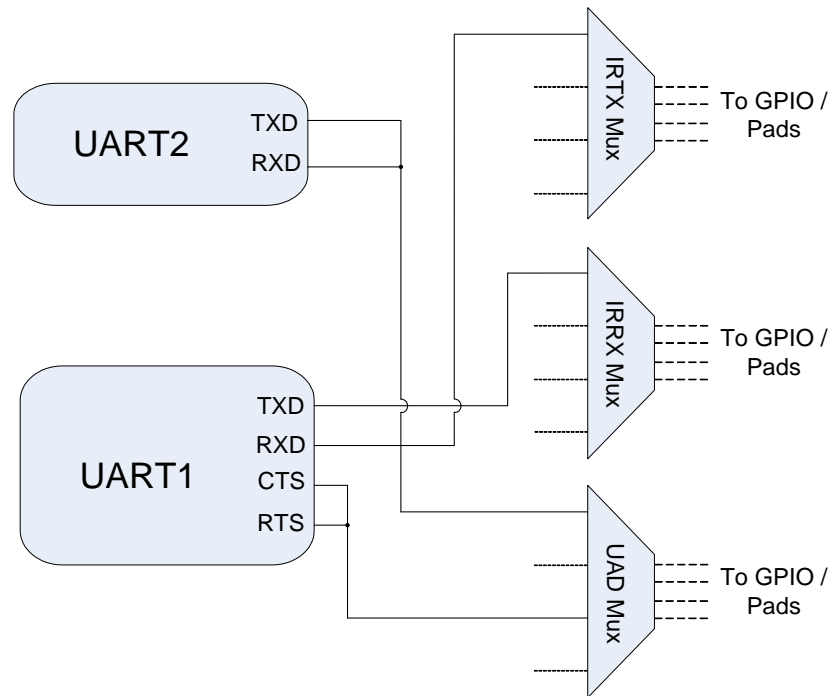 IRTX Mux
To GPIO /
Pads
UART2
TXD
RXD
IRRX Mux
To GPIO /
Pads
UART1
TXD
RXD
CTS
RTS
UAD Mux
To GPIO /
Pads